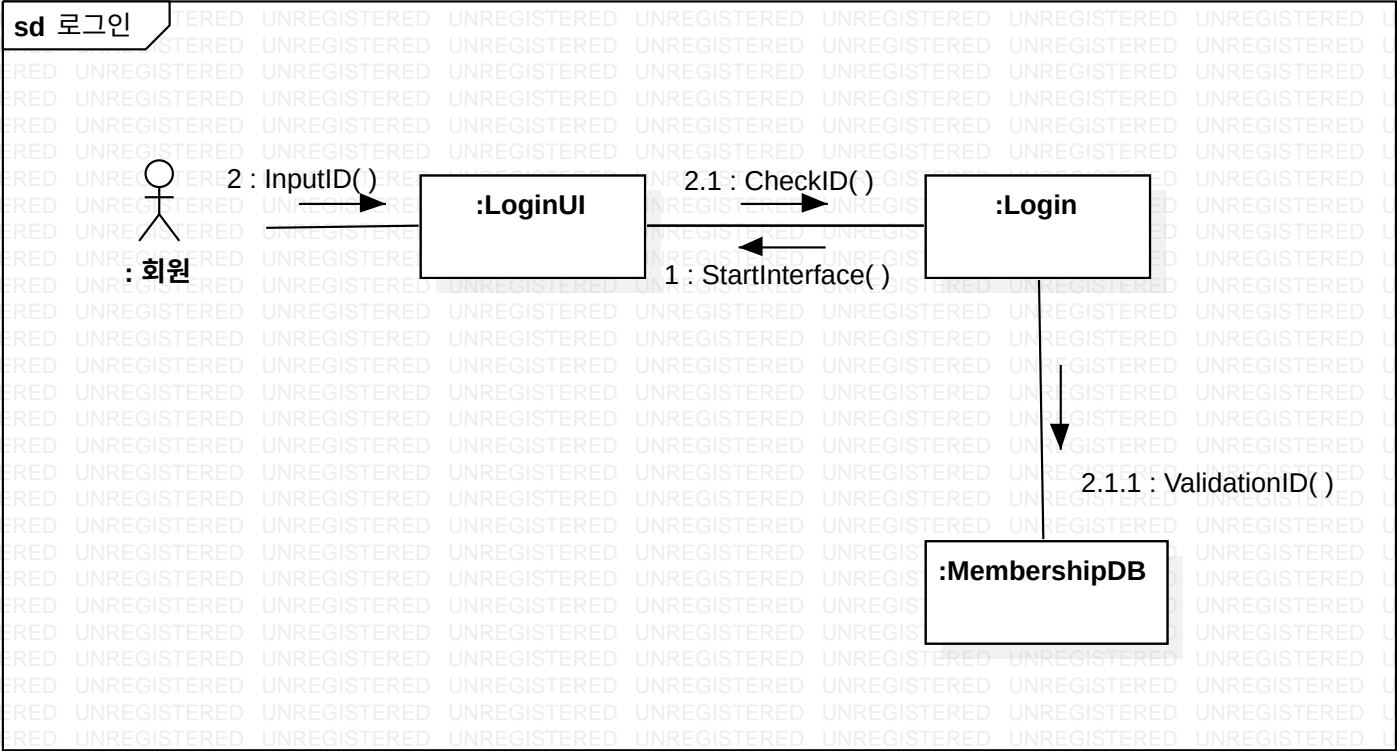 sd 로그인
2 : InputID( )
2.1 : CheckID( )
:LoginUI
:Login
: 회원
1 : StartInterface( )
2.1.1 : ValidationID( )
:MembershipDB
UNREGISTERED